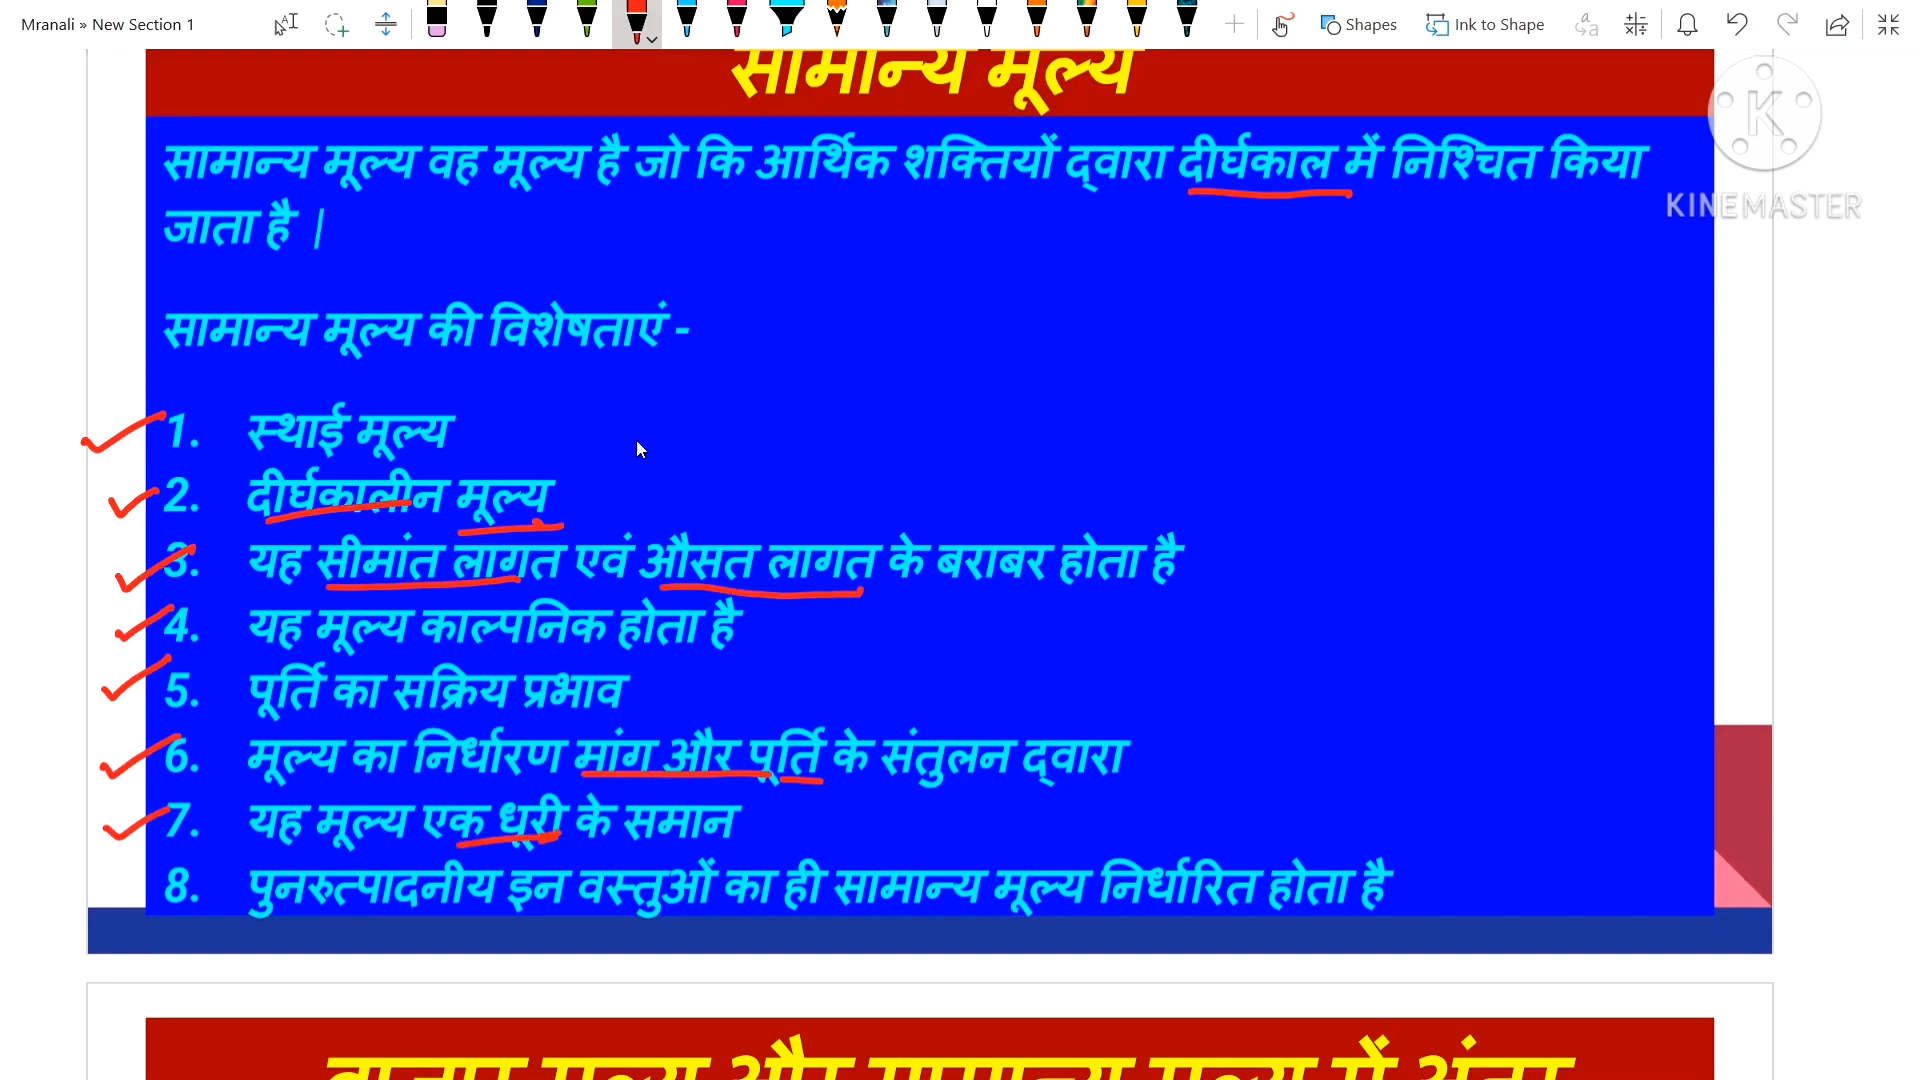 Mranali » New Section 1
Shapes
Ink to Shape
सामान्य मूल्य
K
KINEMASTER
सामान्य मूल्य वह मूल्य है जो कि आर्थिक शक्तियों द्वारा दीर्घकाल में निश्चित किया
जाता है |
सामान्य मूल्य की विशेषताएं -
1. स्थाई मूल्य
2. दीर्घकालीन मूल्य
3. यह सीमांत लागत एवं औसत लागत के बराबर होता है
4. यह मूल्य काल्पनिक होता है
5. पूर्ति का सक्रिय प्रभाव
6. मूल्य का निर्धारण मांग और पूर्ति के संतुलन द्वारा
7. यह मूल्य एक धूरी के समान
8. पुनरुत्पादनीय इन वस्तुओं का ही सामान्य मूल्य निर्धारित होता है
बाजार मूल्य और सामान्य मूल्य में अंतर